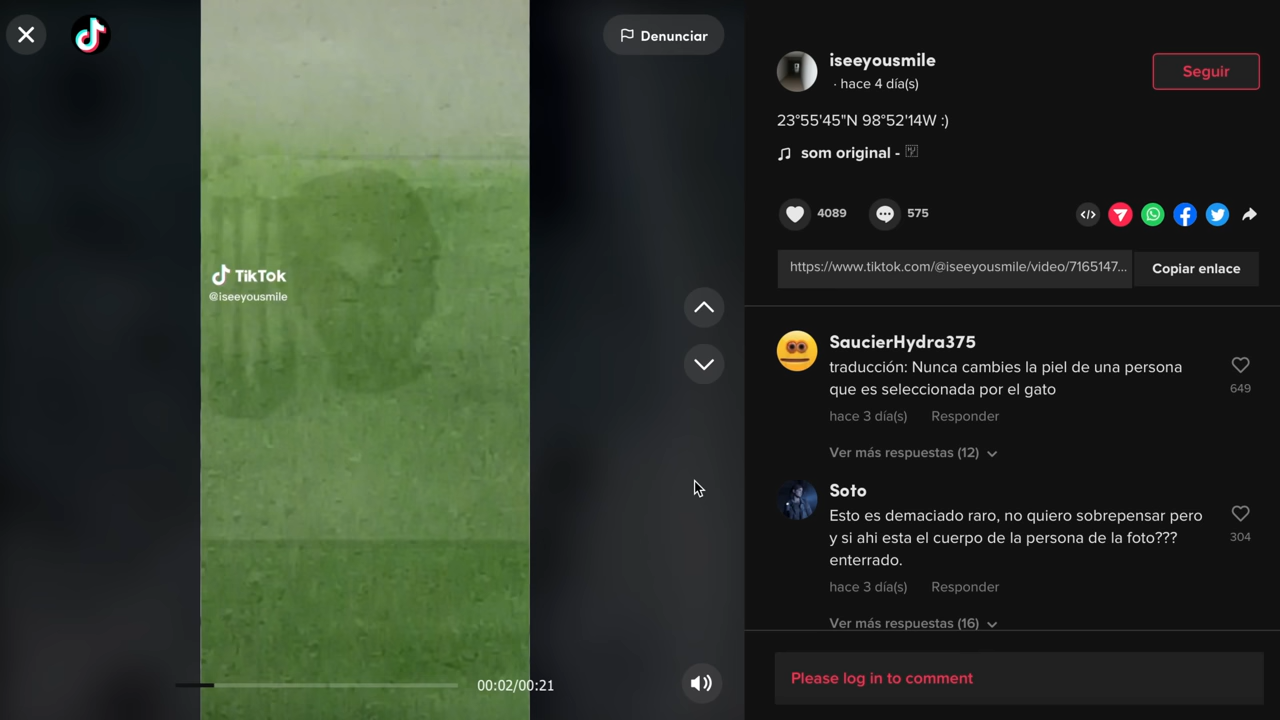 Denunciar
TikTok
@iseeyousmile
00:02/00:21
iseeyousmile
· hace 4 día(s)
Seguir
23°55'45"N 98°52'14W :)
som original -
4089
575
https://www.tiktok.com/@iseeyousmile/video/7165147...
Copiar enlace
SaucierHydra375
traducción: Nunca cambies la piel de una persona
que es seleccionada por el gato
649
hace 3 día(s) Responder
Ver más respuestas (12)
Soto
Esto es demaciado raro, no quiero sobrepensar pero
y si ahi esta el cuerpo de la persona de la foto???
enterrado.
304
hace 3 día(s) Responder
Ver más respuestas (16)
Please log in to comment